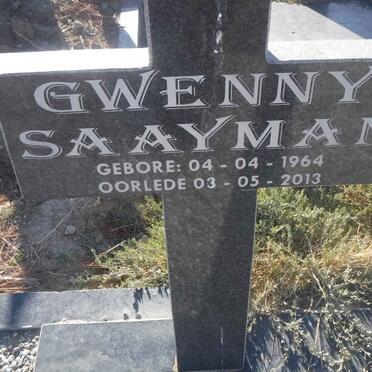 GWENNY
SAAYMAN
GEBORE: 04 - 04 - 1964
OORLEDE 03 - 05 - 2013